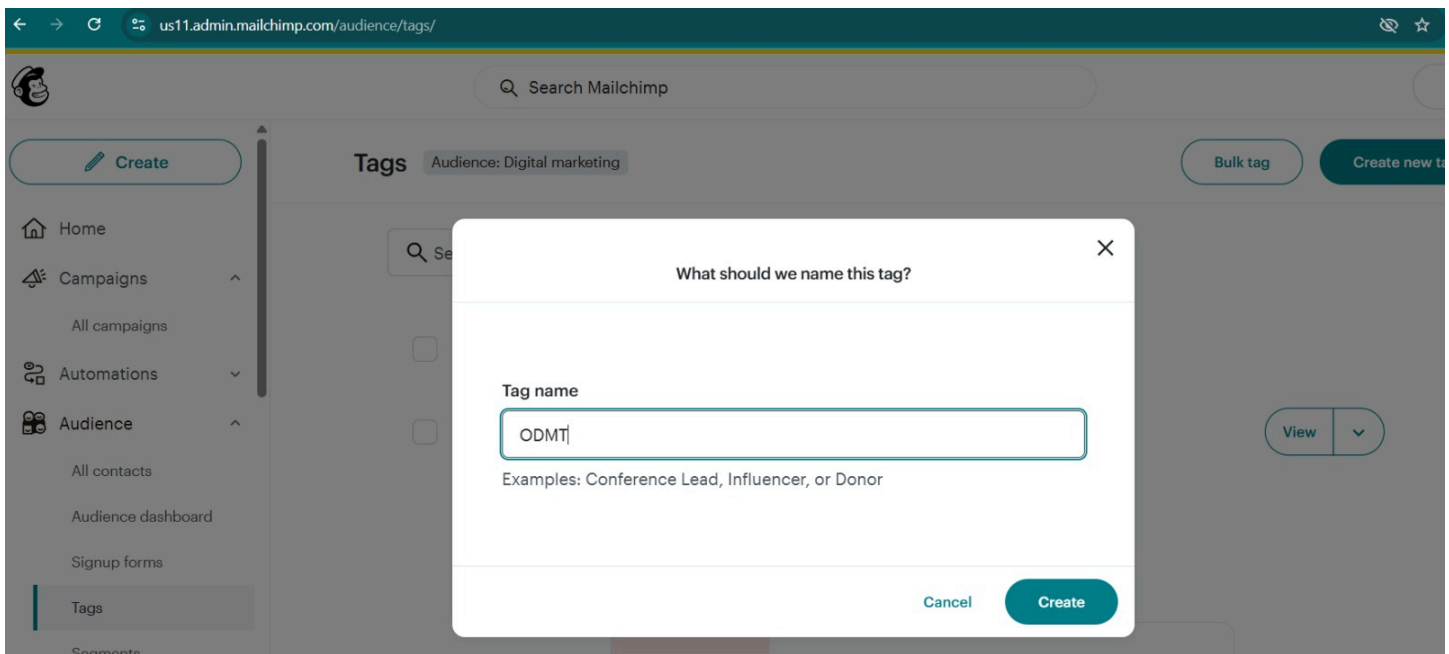 us11.admin.mailchimp.com/audience/tags/
Search Mailchimp
Create
Tags Audience: Digital marketing
Bulk tag
Create new
Home
Campaigns
All campaigns
Automations
Audience
All contacts
Audience dashboard
Signup forms
Tags
Segments
What should we name this tag?
Tag name
ODMT
Examples: Conference Lead, Influencer, or Donor
Cancel
Create
View